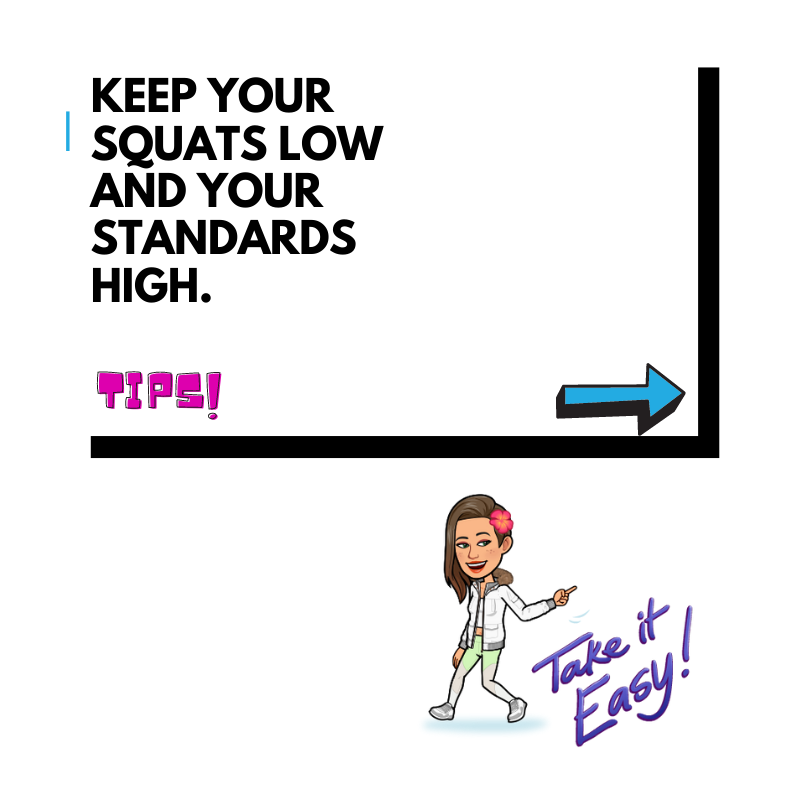 KEEP YOUR
SQUATS LOW
AND YOUR
STANDARDS
HIGH.
TIPS!
Take it
Easy!